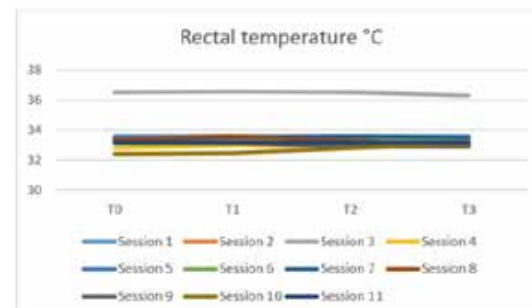 Rectal temperature °C
38
36
34
32
30
T0 T1 T2 T3
Session 1 Session 2 Session 3 Session 4
Session 5 Session 6 Session 7 Session 8
Session 9 Session 10 Session 11